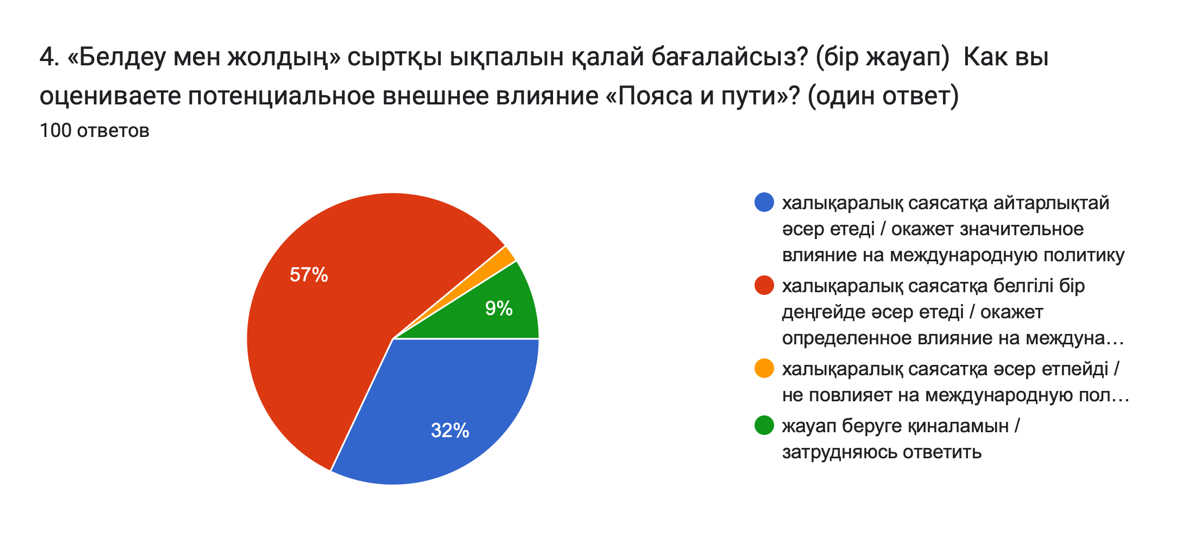 4. «Белдеу мен жолдың» сыртқы ықпалын қалай бағалайсыз? (бір жауап)  Как вы
оцениваете потенциальное внешнее влияние «Пояса и пути»? (один ответ)
100 ответов
57%
9%
32%
халықаралық саясатқа айтарлықтай
әсер етеді / окажет значительное
влияние на международную политику
халықаралық саясатқа белгілі бір
деңгейде әсер етеді / окажет
определенное влияние на междуна…
халықаралық саясатқа әсер етпейді /
не повлияет на международную пол…
жауап беруге қиналамын /
затрудняюсь ответить